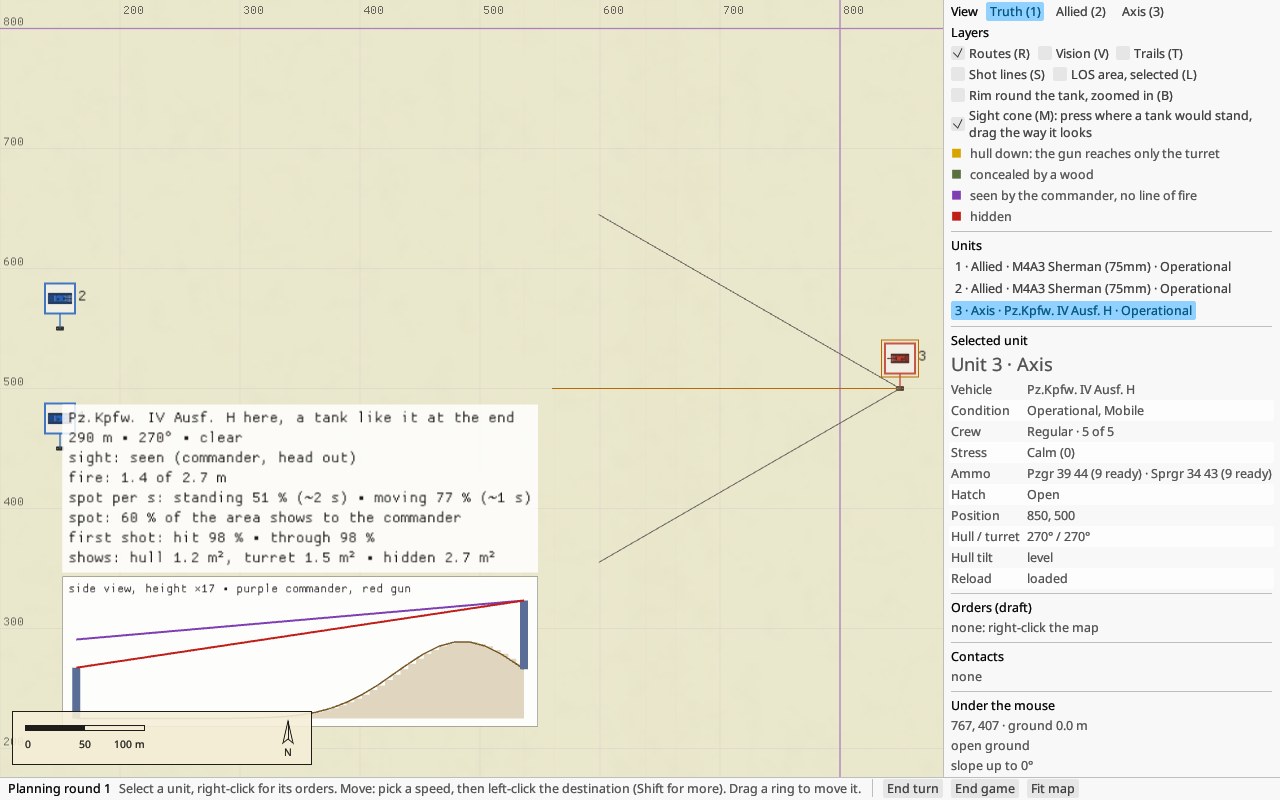 800
200
300
400
500
600
700
800
700
600
500
400
300
2
3
Pz.Kpfw. IV Ausf. H here, a tank like it at the end
290 m ▪ 270° ▪ clear
sight: seen (commander, head out)
fire: 1.4 of 2.7 m
spot per s: standing 51 % (~2 s) ▪ moving 77 % (~1 s)
spot: 60 % of the area shows to the commander
first shot: hit 98 % ▪ through 98 %
shows: hull 1.2 m², turret 1.5 m² ▪ hidden 2.7 m²
side view, height ×17 ▪ purple commander, red gun
0 50 100 m
N
View Truth (1) Allied (2) Axis (3)
Layers
Routes (R) Vision (V) Trails (T)
Shot lines (S) LOS area, selected (L)
Rim round the tank, zoomed in (B)
Sight cone (M): press where a tank would stand,
drag the way it looks
hull down: the gun reaches only the turret
concealed by a wood
seen by the commander, no line of fire
hidden
Units
1 · Allied · M4A3 Sherman (75mm) · Operational
2 · Allied · M4A3 Sherman (75mm) · Operational
3 · Axis · Pz.Kpfw. IV Ausf. H · Operational
Selected unit
Unit 3 · Axis
Vehicle Pz.Kpfw. IV Ausf. H
Condition Operational, Mobile
Crew Regular · 5 of 5
Stress Calm (0)
Ammo Pzgr 39 44 (9 ready) · Sprgr 34 43 (9 ready)
Hatch Open
Position 850, 500
Hull / turret 270° / 270°
Hull tilt level
Reload loaded
Orders (draft)
none: right-click the map
Contacts
none
Under the mouse
767, 407 · ground 0.0 m
open ground
slope up to 0°
Planning round 1 Select a unit, right-click for its orders. Move: pick a speed, then left-click the destination (Shift for more). Drag a ring to move it. End turn End game Fit map